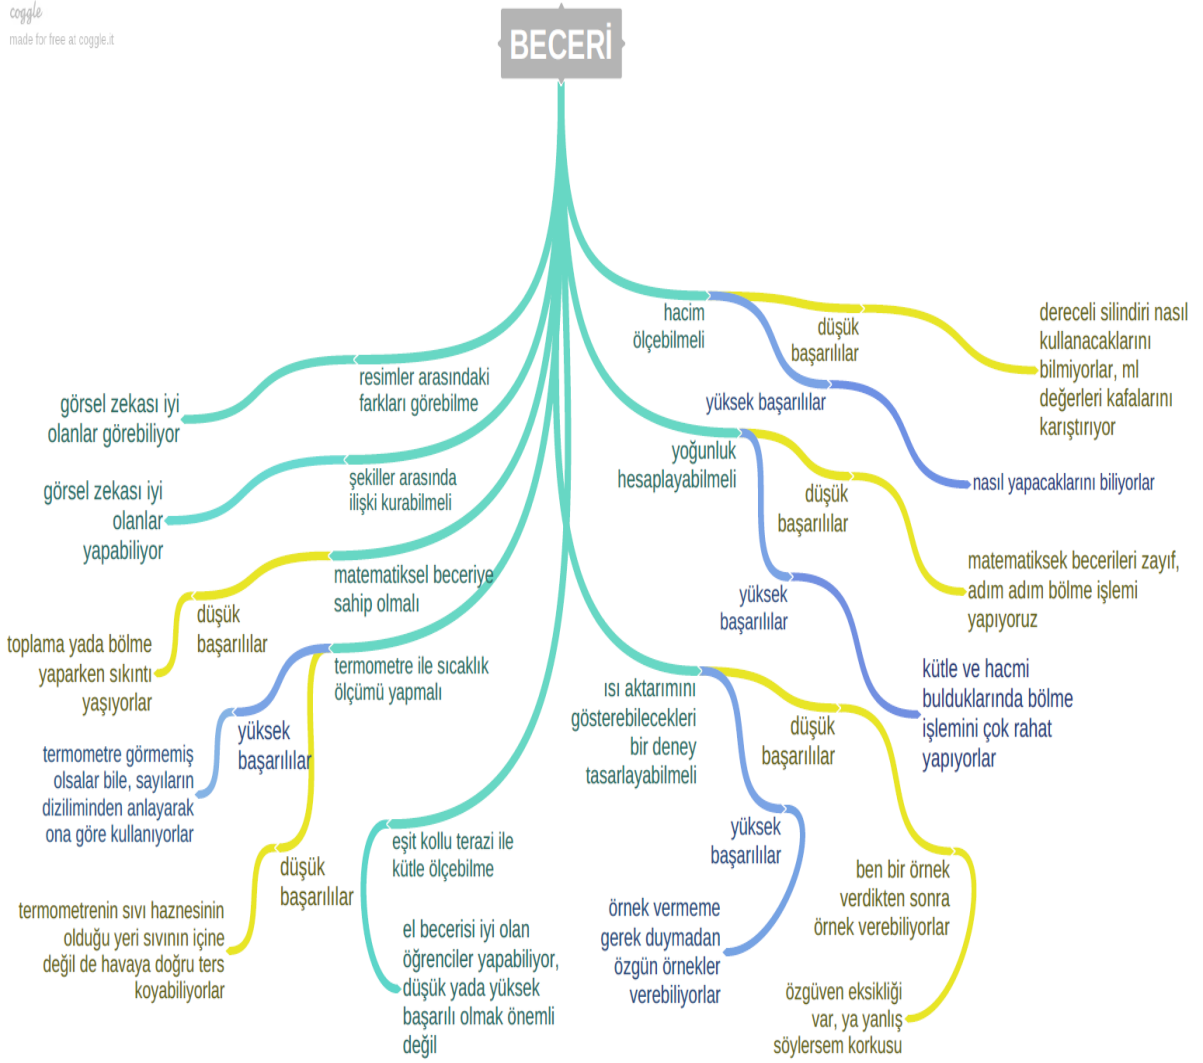 coggle
made for free at coggle.it
BECERİ
resimler arasındaki
farkları görebilme
görsel zekası iyi
olanlar görebiliyor
şekiller arasında
ilişki kurabilmeli
görsel zekası iyi
olanlar
yapabiliyor
matematiksel beceriye
sahip olmalı
düşük
başarılılar
toplama yada bölme
yaparken sıkıntı
yaşıyorlar
termometre ile sıcaklık
ölçümü yapmalı
yüksek
başarılılar
termometre görmemiş
olsalar bile, sayıların
diziliminden anlayarak
ona göre kullanıyorlar
düşük
başarılılar
termometrenin sıvı haznesinin
olduğu yeri sıvının içine
değil de havaya doğru ters
koyabiliyorlar
eşit kollu terazi ile
kütle ölçebilme
el becerisi iyi olan
öğrenciler yapabiliyor,
düşük yada yüksek
başarılı olmak önemli
değil
hacim
ölçebilmeli
düşük
başarılılar
dereceli silindiri nasıl
kullanacaklarını
bilmiyorlar, ml
değerleri kafalarını
karıştırıyor
yüksek başarılılar
nasıl yapacaklarını biliyorlar
yoğunluk
hesaplayabilmeli
düşük
başarılılar
matematiksek becerileri zayıf,
adım adım bölme işlemi
yapıyoruz
yüksek
başarılılar
kütle ve hacmi
bulduklarında bölme
işlemini çok rahat
yapıyorlar
ısı aktarımını
gösterebilecekleri
bir deney
tasarlayabilmeli
düşük
başarılılar
ben bir örnek
verdikten sonra
örnek verebiliyorlar
özgüven eksikliği
var, ya yanlış
söylersem korkusu
yüksek
başarılılar
örnek vermeme
gerek duymadan
özgün örnekler
verebiliyorlar